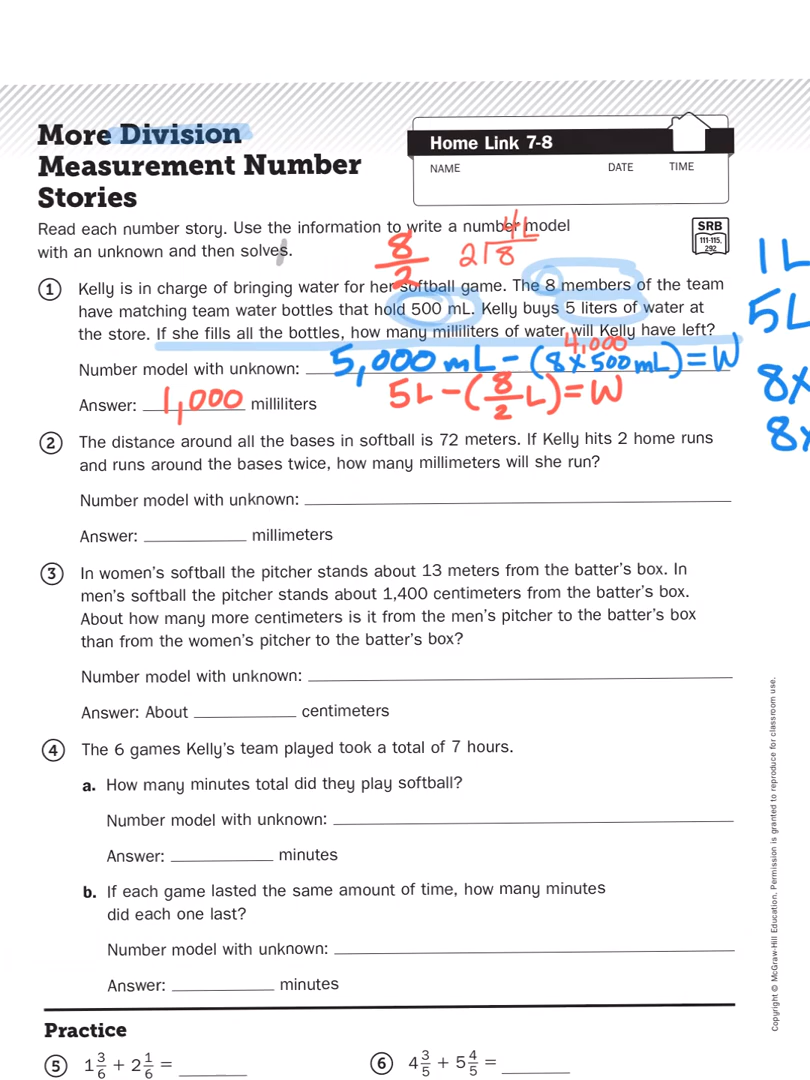 More Division
Measurement Number
Stories
Home Link 7-8
NAME DATE TIME
Read each number story. Use the information to write a number model
with an unknown and then solves.
SRB
111-115,
292
8/2
4L
2√8
① Kelly is in charge of bringing water for her softball game. The 8 members of the team
have matching team water bottles that hold 500 mL. Kelly buys 5 liters of water at
the store. If she fills all the bottles, how many milliliters of water will Kelly have left?
4,000
Number model with unknown: 5,000 mL – (8 x 500 mL) = W
Answer: 1,000 milliliters 5L – (8/2 L) = W
1L
5L
8x
8x
② The distance around all the bases in softball is 72 meters. If Kelly hits 2 home runs
and runs around the bases twice, how many millimeters will she run?
Number model with unknown: ____
Answer: ____ millimeters
③ In women's softball the pitcher stands about 13 meters from the batter's box. In
men's softball the pitcher stands about 1,400 centimeters from the batter's box.
About how many more centimeters is it from the men's pitcher to the batter's box
than from the women's pitcher to the batter's box?
Number model with unknown: ____
Answer: About ____ centimeters
④ The 6 games Kelly's team played took a total of 7 hours.
a. How many minutes total did they play softball?
Number model with unknown: ____
Answer: ____ minutes
b. If each game lasted the same amount of time, how many minutes
did each one last?
Number model with unknown: ____
Answer: ____ minutes
Practice
⑤ 1 3/6 + 2 1/6 = ____ ⑥ 4 3/5 + 5 4/5 = ____
Copyright © McGraw-Hill Education. Permission is granted to reproduce for classroom use.